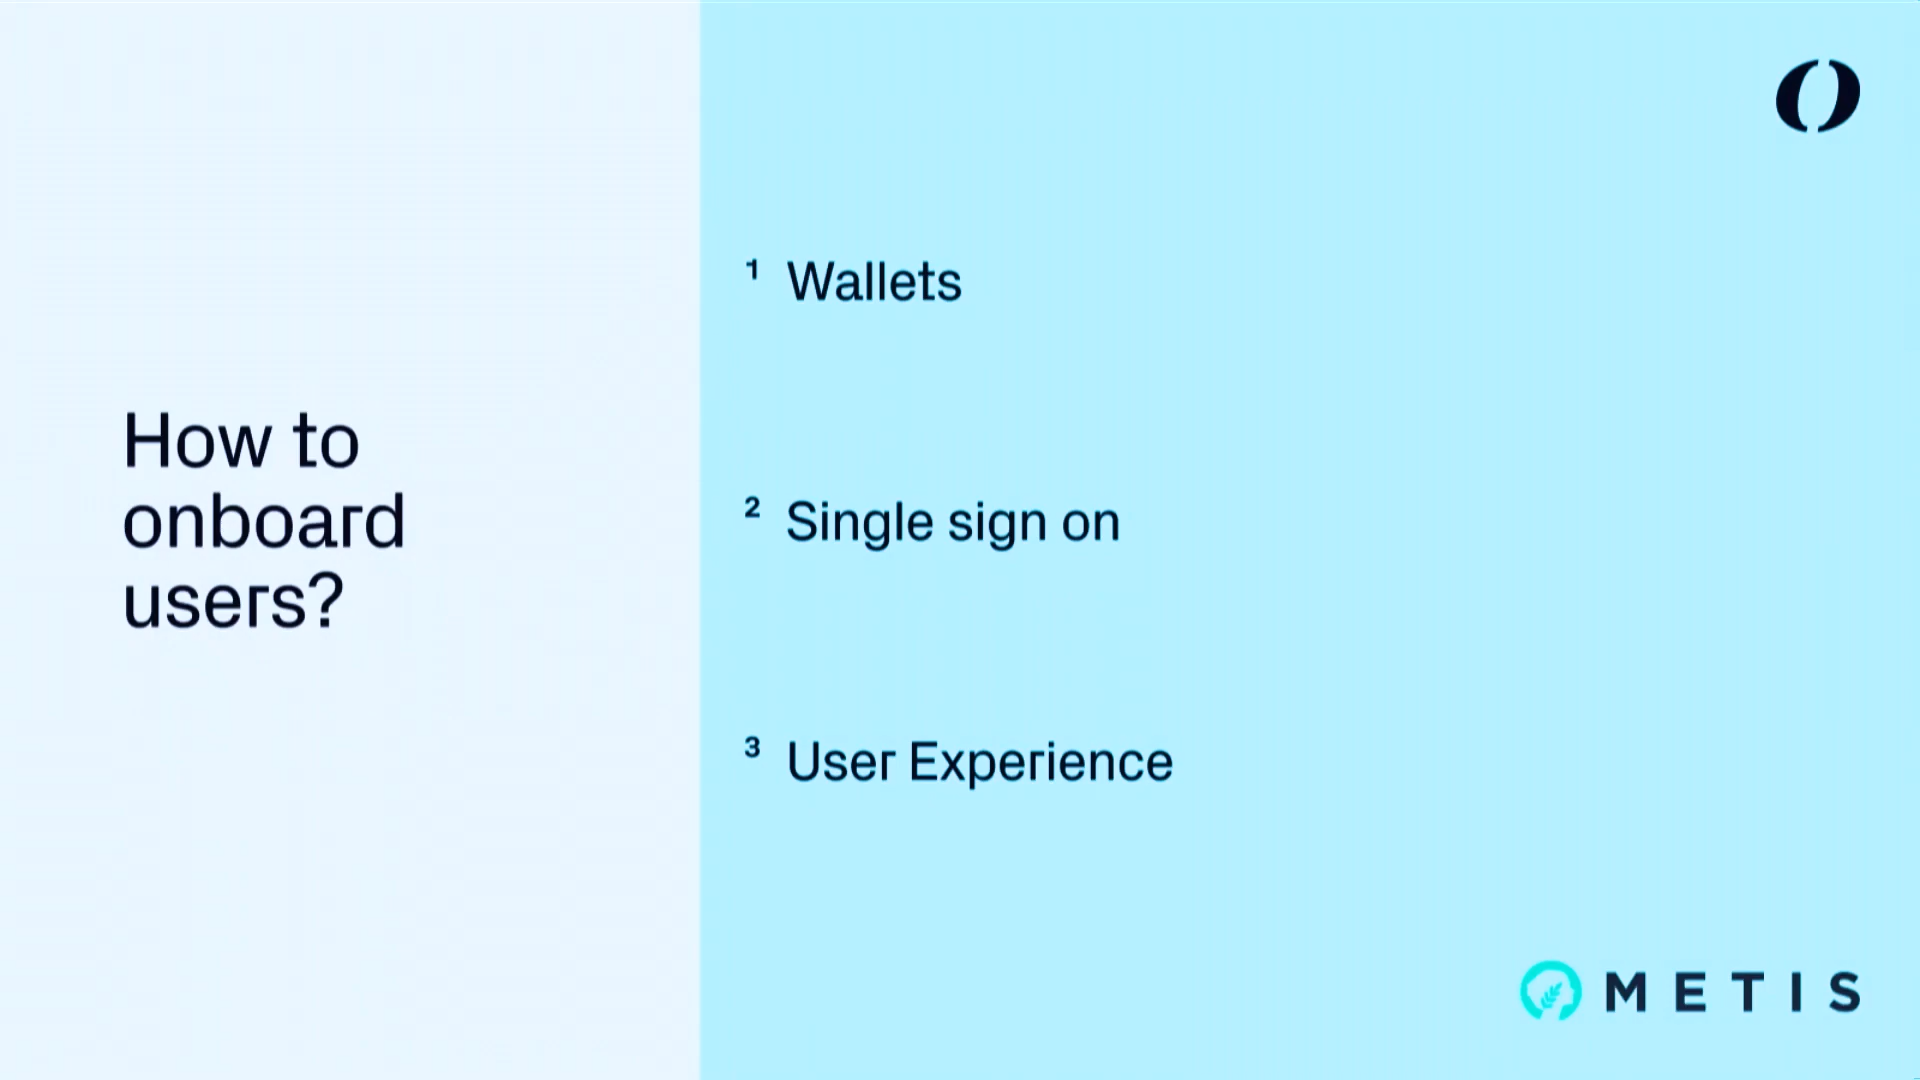 How to
onboard
users?
1 Wallets
2 Single sign on
3 User Experience
METIS